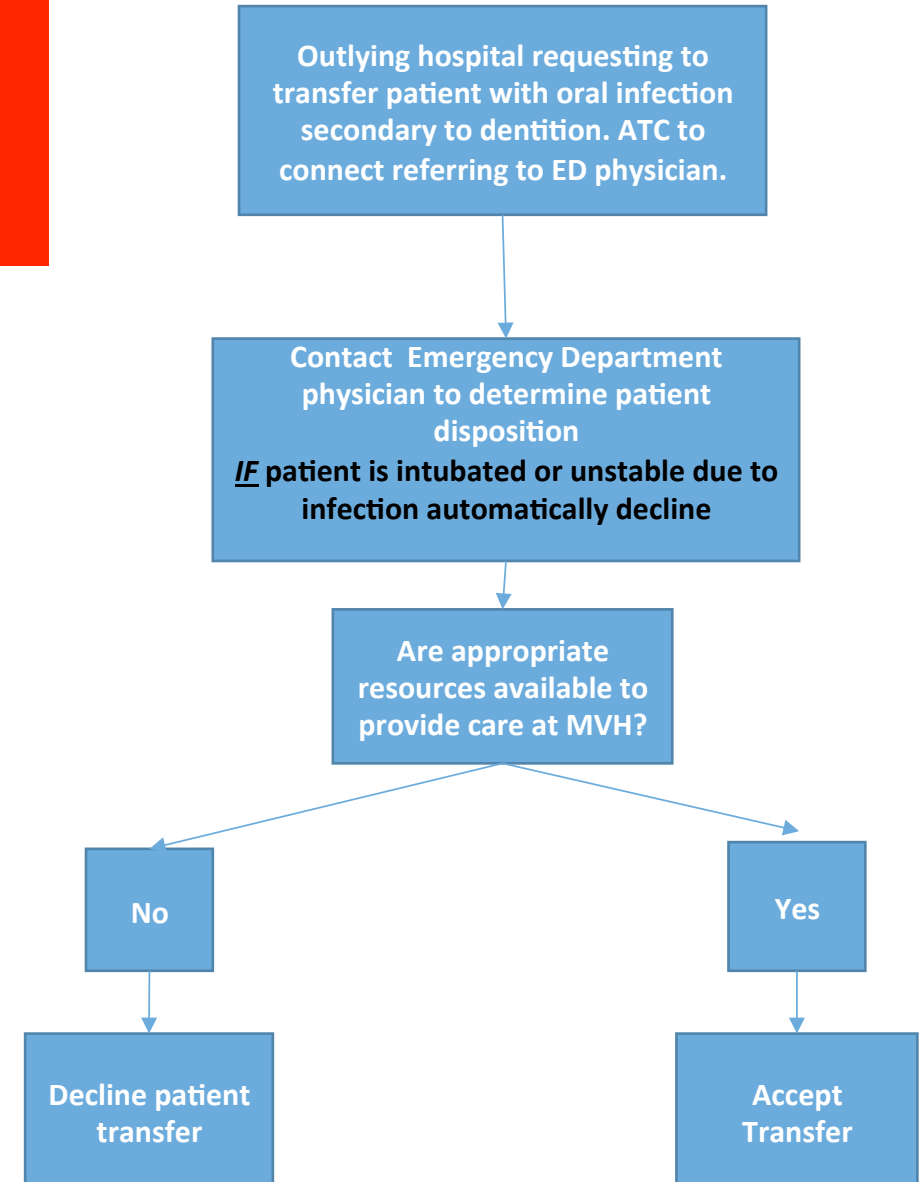 Outlying hospital requesting to
transfer patient with oral infection
secondary to dentition. ATC to
connect referring to ED physician.
Contact  Emergency Department
physician to determine patient
disposition
IF patient is intubated or unstable due to
infection automatically decline
Are appropriate
resources available to
provide care at MVH?
No
Yes
Decline patient
transfer
Accept
Transfer